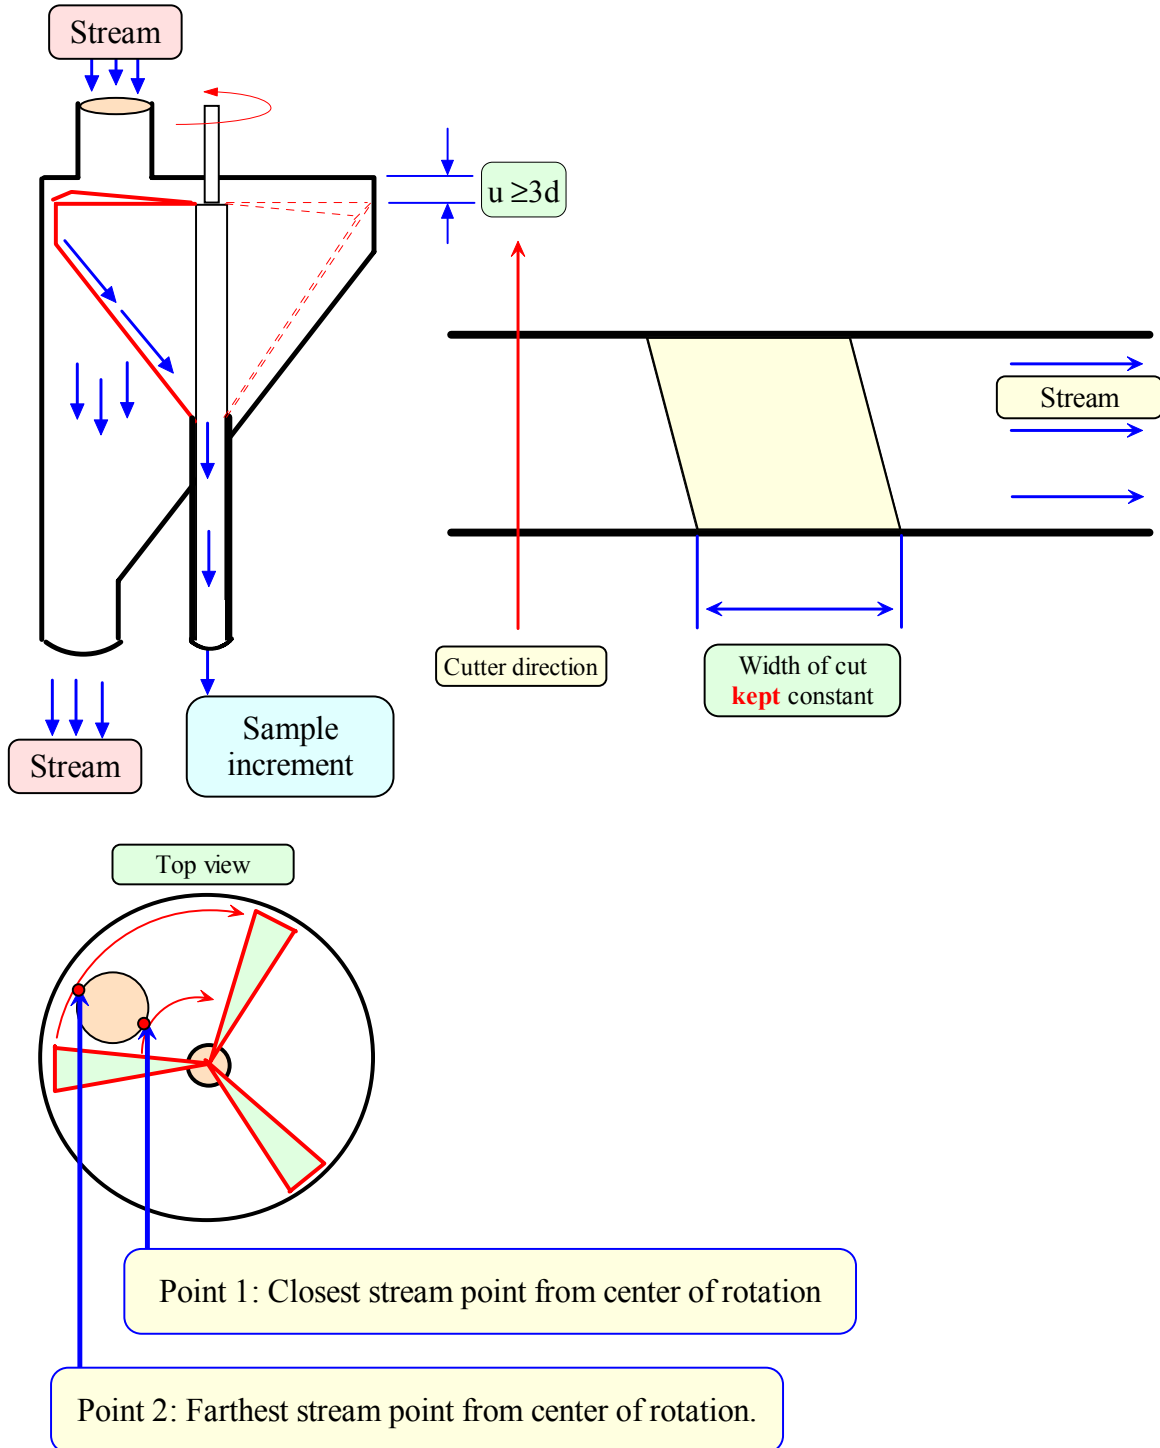 Stream
u ≥3d
Stream
Cutter direction
Width of cut
kept constant
Sample
increment
Stream
Top view
Point 1: Closest stream point from center of rotation
Point 2: Farthest stream point from center of rotation.